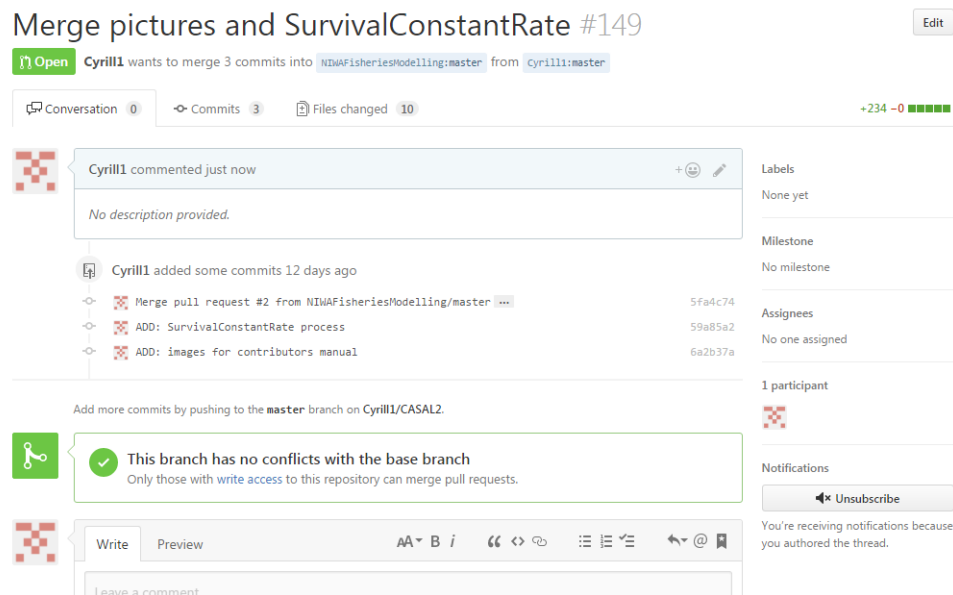 Merge pictures and SurvivalConstantRate #149
Edit
Open Cyrill1 wants to merge 3 commits into NIWAFisheriesModelling:master from Cyrill1:master
Conversation 0 Commits 3 Files changed 10 +234 −0
Cyrill1 commented just now
No description provided.
Cyrill1 added some commits 12 days ago
Merge pull request #2 from NIWAFisheriesModelling/master … 5fa4c74
ADD: SurvivalConstantRate process 59a85a2
ADD: images for contributors manual 6a2b37a
Add more commits by pushing to the master branch on Cyrill1/CASAL2.
This branch has no conflicts with the base branch
Only those with write access to this repository can merge pull requests.
Write Preview AA B i
Leave a comment
Labels
None yet
Milestone
No milestone
Assignees
No one assigned
1 participant
Notifications
Unsubscribe
You're receiving notifications because
you authored the thread.